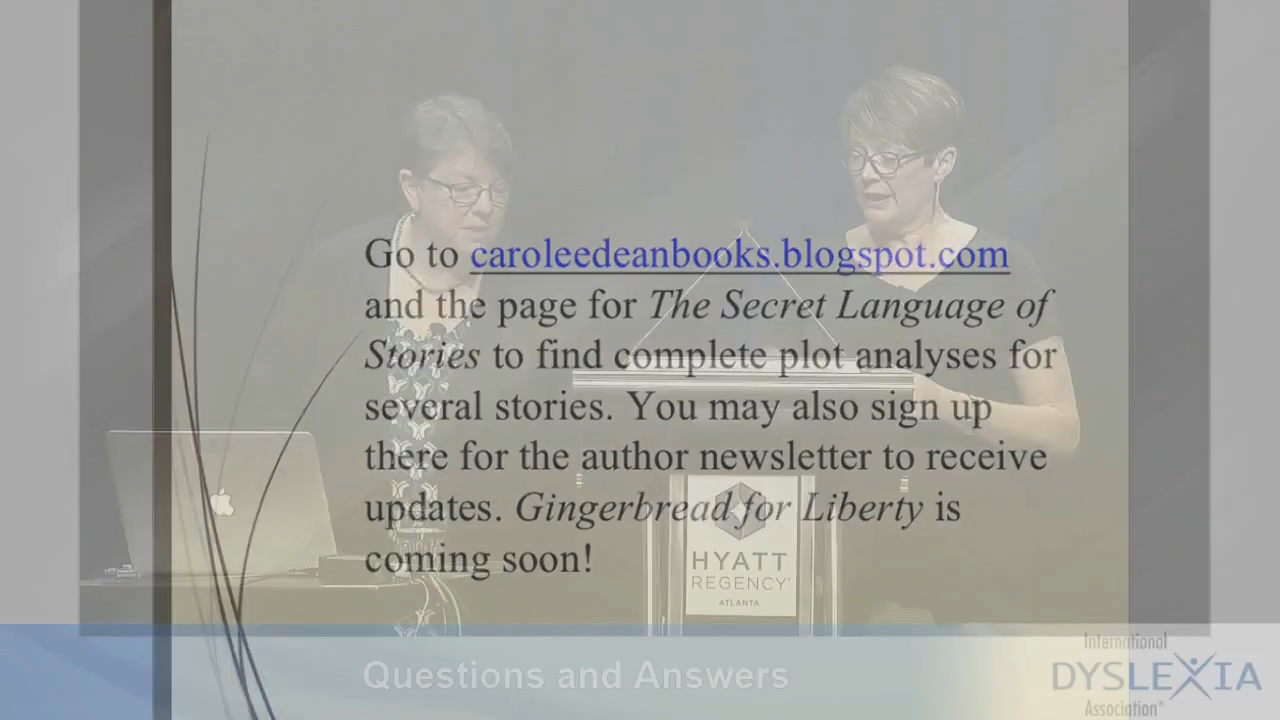 Go to caroleedeanbooks.blogspot.com
and the page for The Secret Language of
Stories to find complete plot analyses for
several stories. You may also sign up
there for the author newsletter to receive
updates. Gingerbread for Liberty is
coming soon!
HYATT
REGENCY®
ATLANTA
Questions and Answers
International
DYSLEXIA
Association®